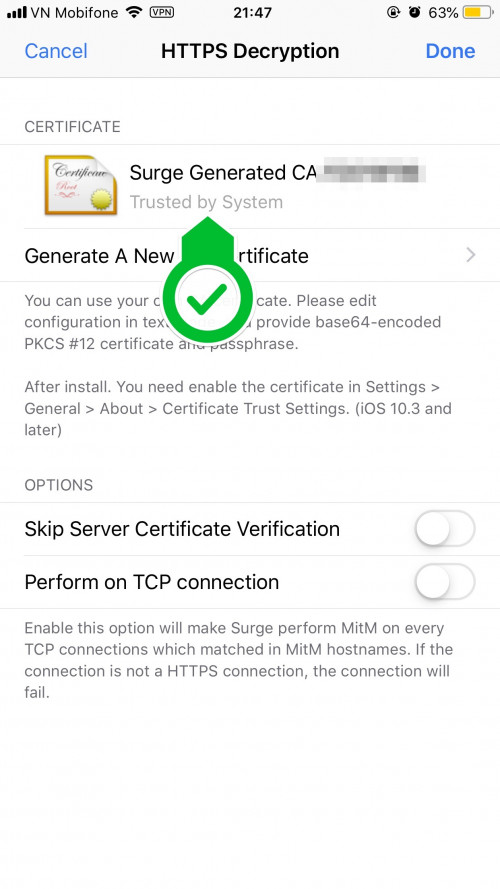 VN Mobifone VPN 21:47 63%
Cancel HTTPS Decryption Done
CERTIFICATE
Certificate
Root
Surge Generated CA
Trusted by System
Generate A New rtificate
You can use your c cate. Please edit
configuration in tex provide base64-encoded
PKCS #12 certificate and passphrase.
After install. You need enable the certificate in Settings >
General > About > Certificate Trust Settings. (iOS 10.3 and
later)
OPTIONS
Skip Server Certificate Verification
Perform on TCP connection
Enable this option will make Surge perform MitM on every
TCP connections which matched in MitM hostnames. If the
connection is not a HTTPS connection, the connection will
fail.